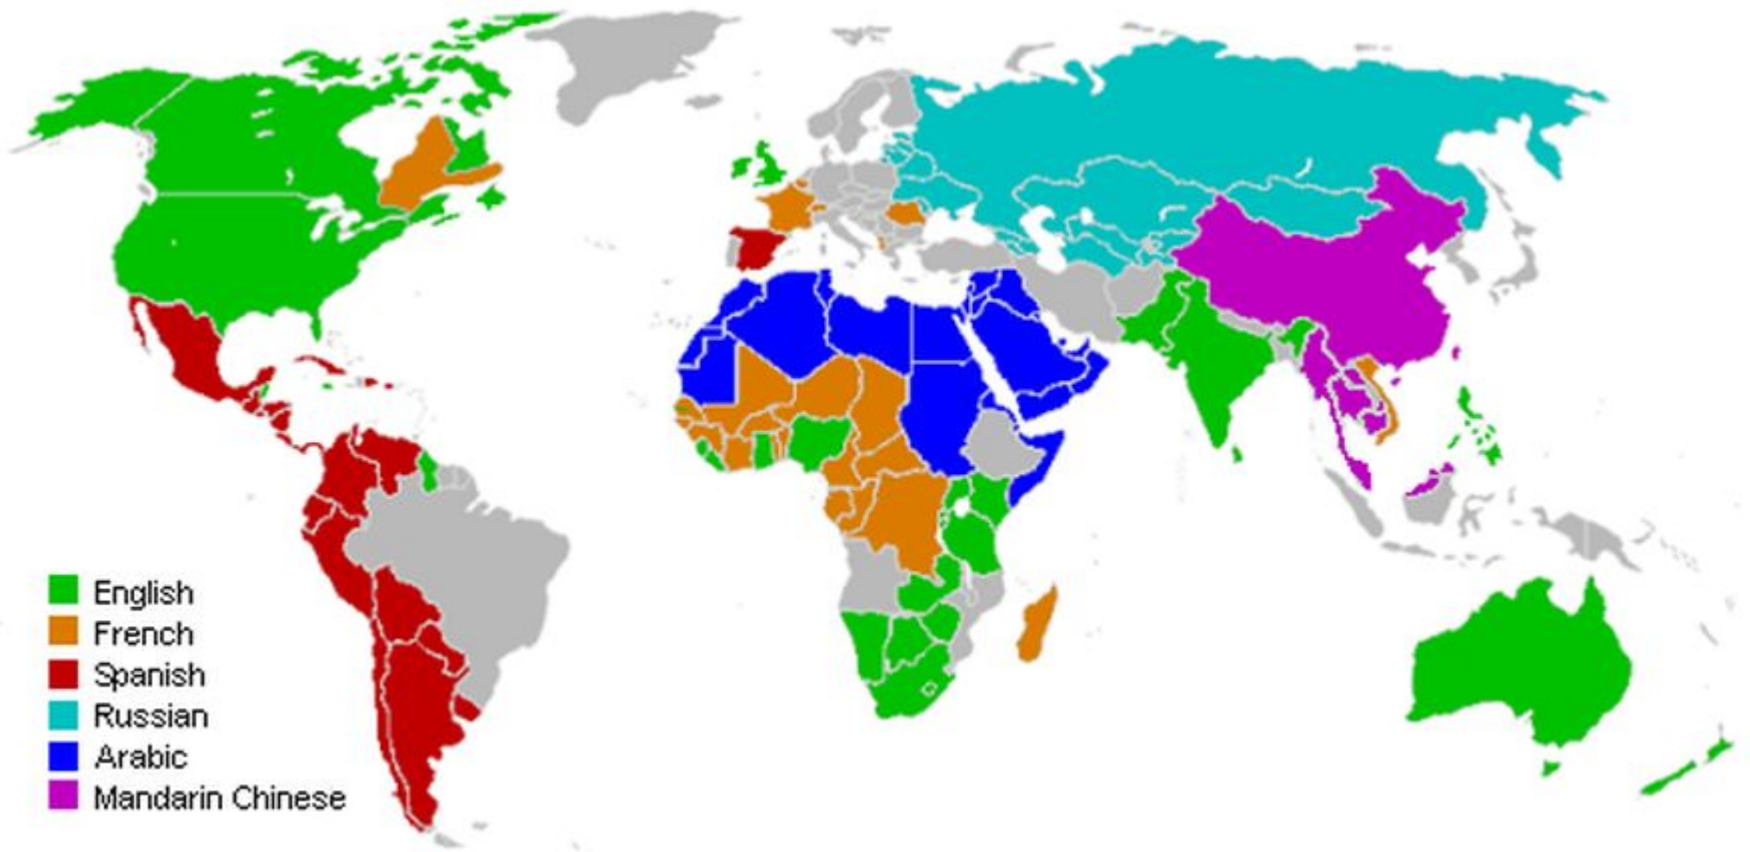 English
French
Spanish
Russian
Arabic
Mandarin Chinese